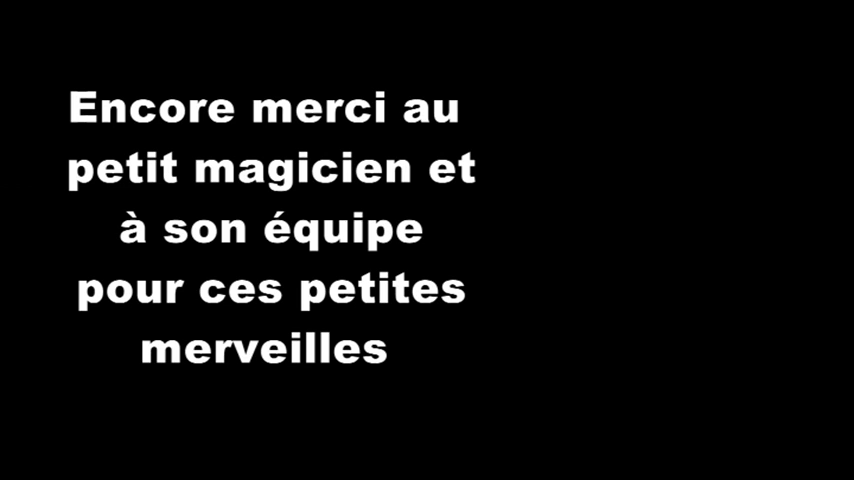 Encore merci au
petit magicien et
à son équipe
pour ces petites
merveilles